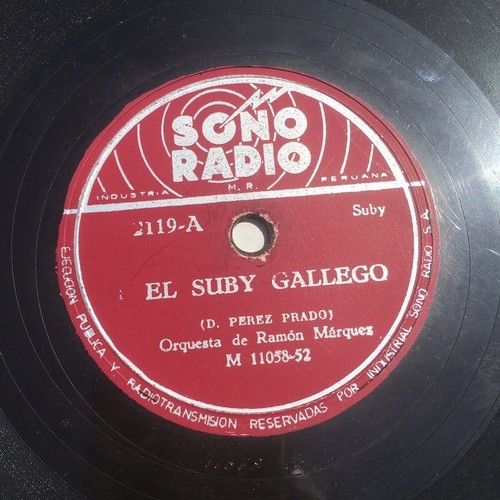 SONO
RADIO
INDUSTRIA M. R. PERUANA
2119-A Suby
EL SUBY GALLEGO
(D. PEREZ PRADO)
Orquesta de Ramón Márquez
M 11058-52
EJECUCION PUBLICA Y RADIOTRANSMISION RESERVADAS POR INDUSTRIAL SONO RADIO S. A.